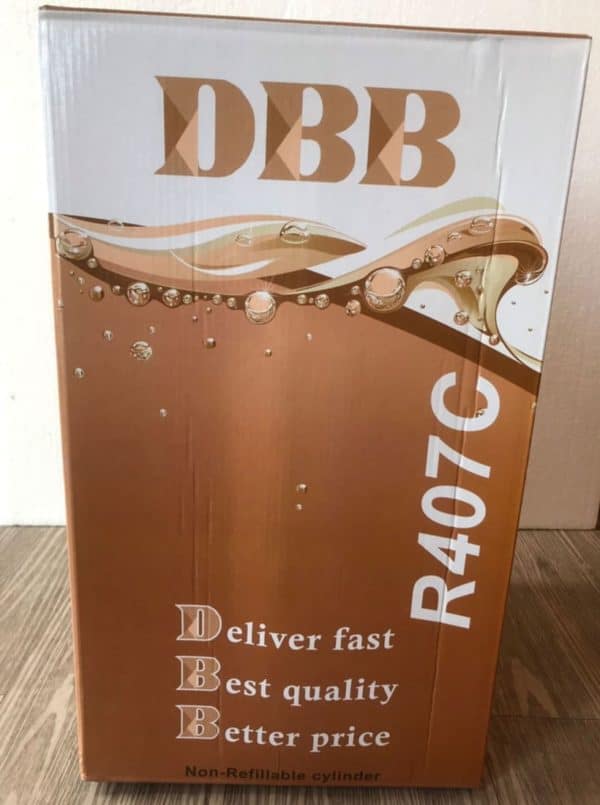 DBB
R407C
Deliver fast
Best quality
Better price
Non-Refillable cylinder